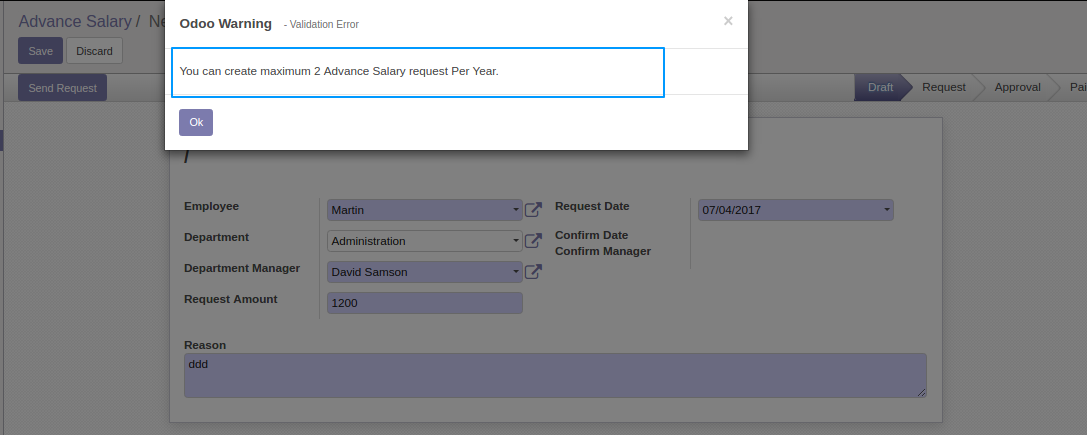 Advance Salary / Ne
Odoo Warning - Validation Error ×
Save Discard
You can create maximum 2 Advance Salary request Per Year.
Send Request
Draft Request Approval Pai
Ok
/
Employee Martin
Request Date 07/04/2017
Department Administration
Confirm Date
Confirm Manager
Department Manager David Samson
Request Amount 1200
Reason
ddd